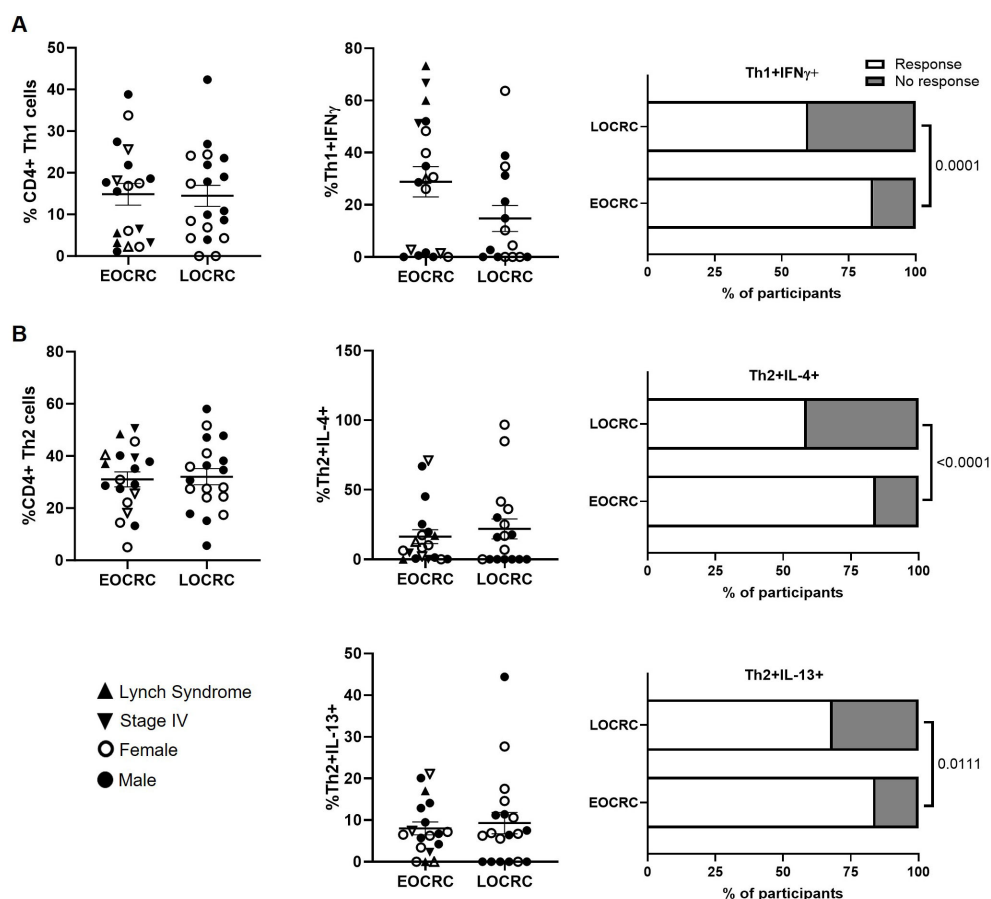 A
% CD4+ Th1 cells
50
40
30
20
10
0
EOCRC
LOCRC
%Th1+IFNγ
80
60
40
20
0
EOCRC
LOCRC
Th1+IFNγ+
Response
No response
LOCRC
EOCRC
0.0001
0
25
50
75
100
% of participants
B
%CD4+ Th2 cells
80
60
40
20
0
EOCRC
LOCRC
%Th2+IL-4+
150
100
50
0
EOCRC
LOCRC
Th2+IL-4+
LOCRC
EOCRC
<0.0001
0
25
50
75
100
% of participants
Lynch Syndrome
Stage IV
Female
Male
%Th2+IL-13+
50
40
30
20
10
0
EOCRC
LOCRC
Th2+IL-13+
LOCRC
EOCRC
0.0111
0
25
50
75
100
% of participants